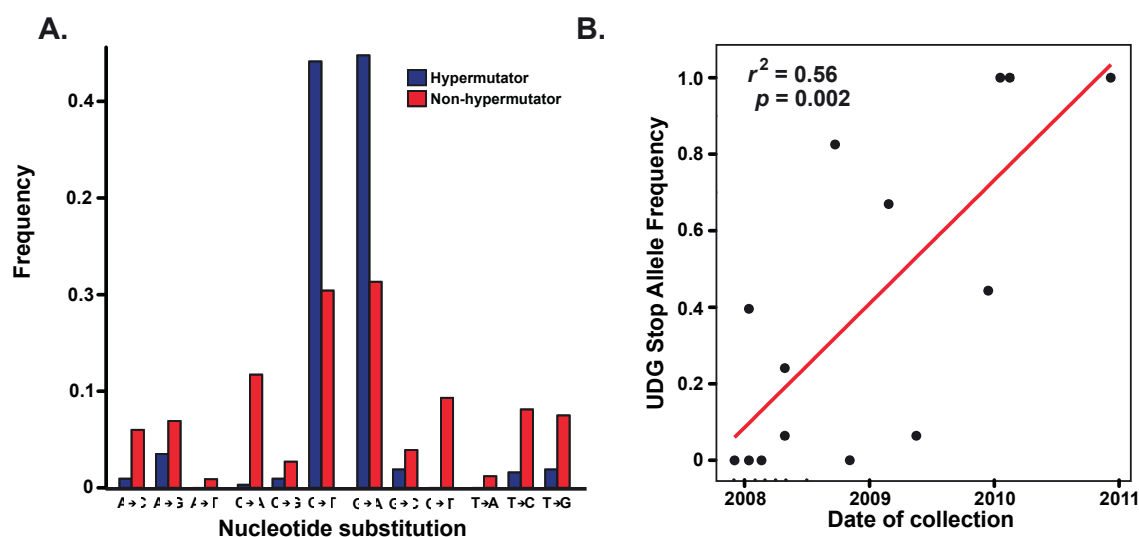 A.
Frequency
0.4
0.2
0.3
0.1
0
Hypermutator
Non-hypermutator
A→C A→G A→T C→A C→G C→T G→A G→C G→T T→A T→C T→G
Nucleotide substitution
B.
UDG Stop Allele Frequency
1.0
0.8
0.6
0.4
0.2
0
r² = 0.56
p = 0.002
2008 2009 2010 2011
Date of collection